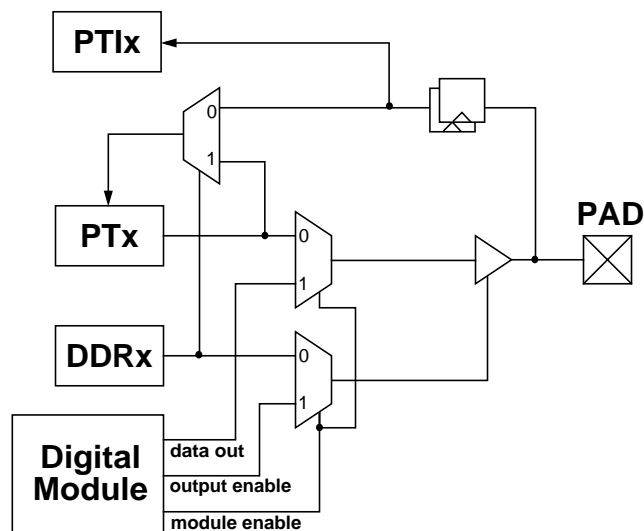 PTIx
0
1
PTx
PAD
0
1
DDRx
0
1
Digital
Module
data out
output enable
module enable